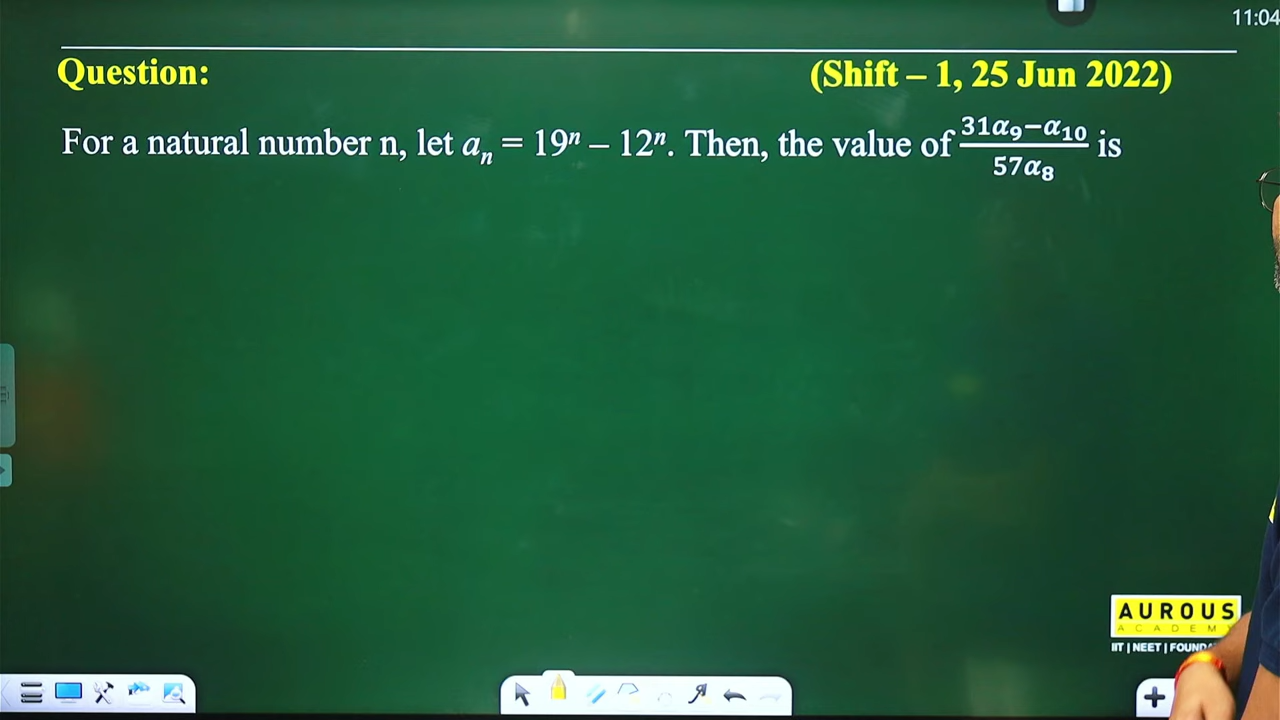 11:04
Question: (Shift – 1, 25 Jun 2022)
For a natural number n, let aₙ = 19ⁿ – 12ⁿ. Then, the value of (31α₉−α₁₀)/(57α₈) is
AUROUS
ACADEMY
IIT | NEET |